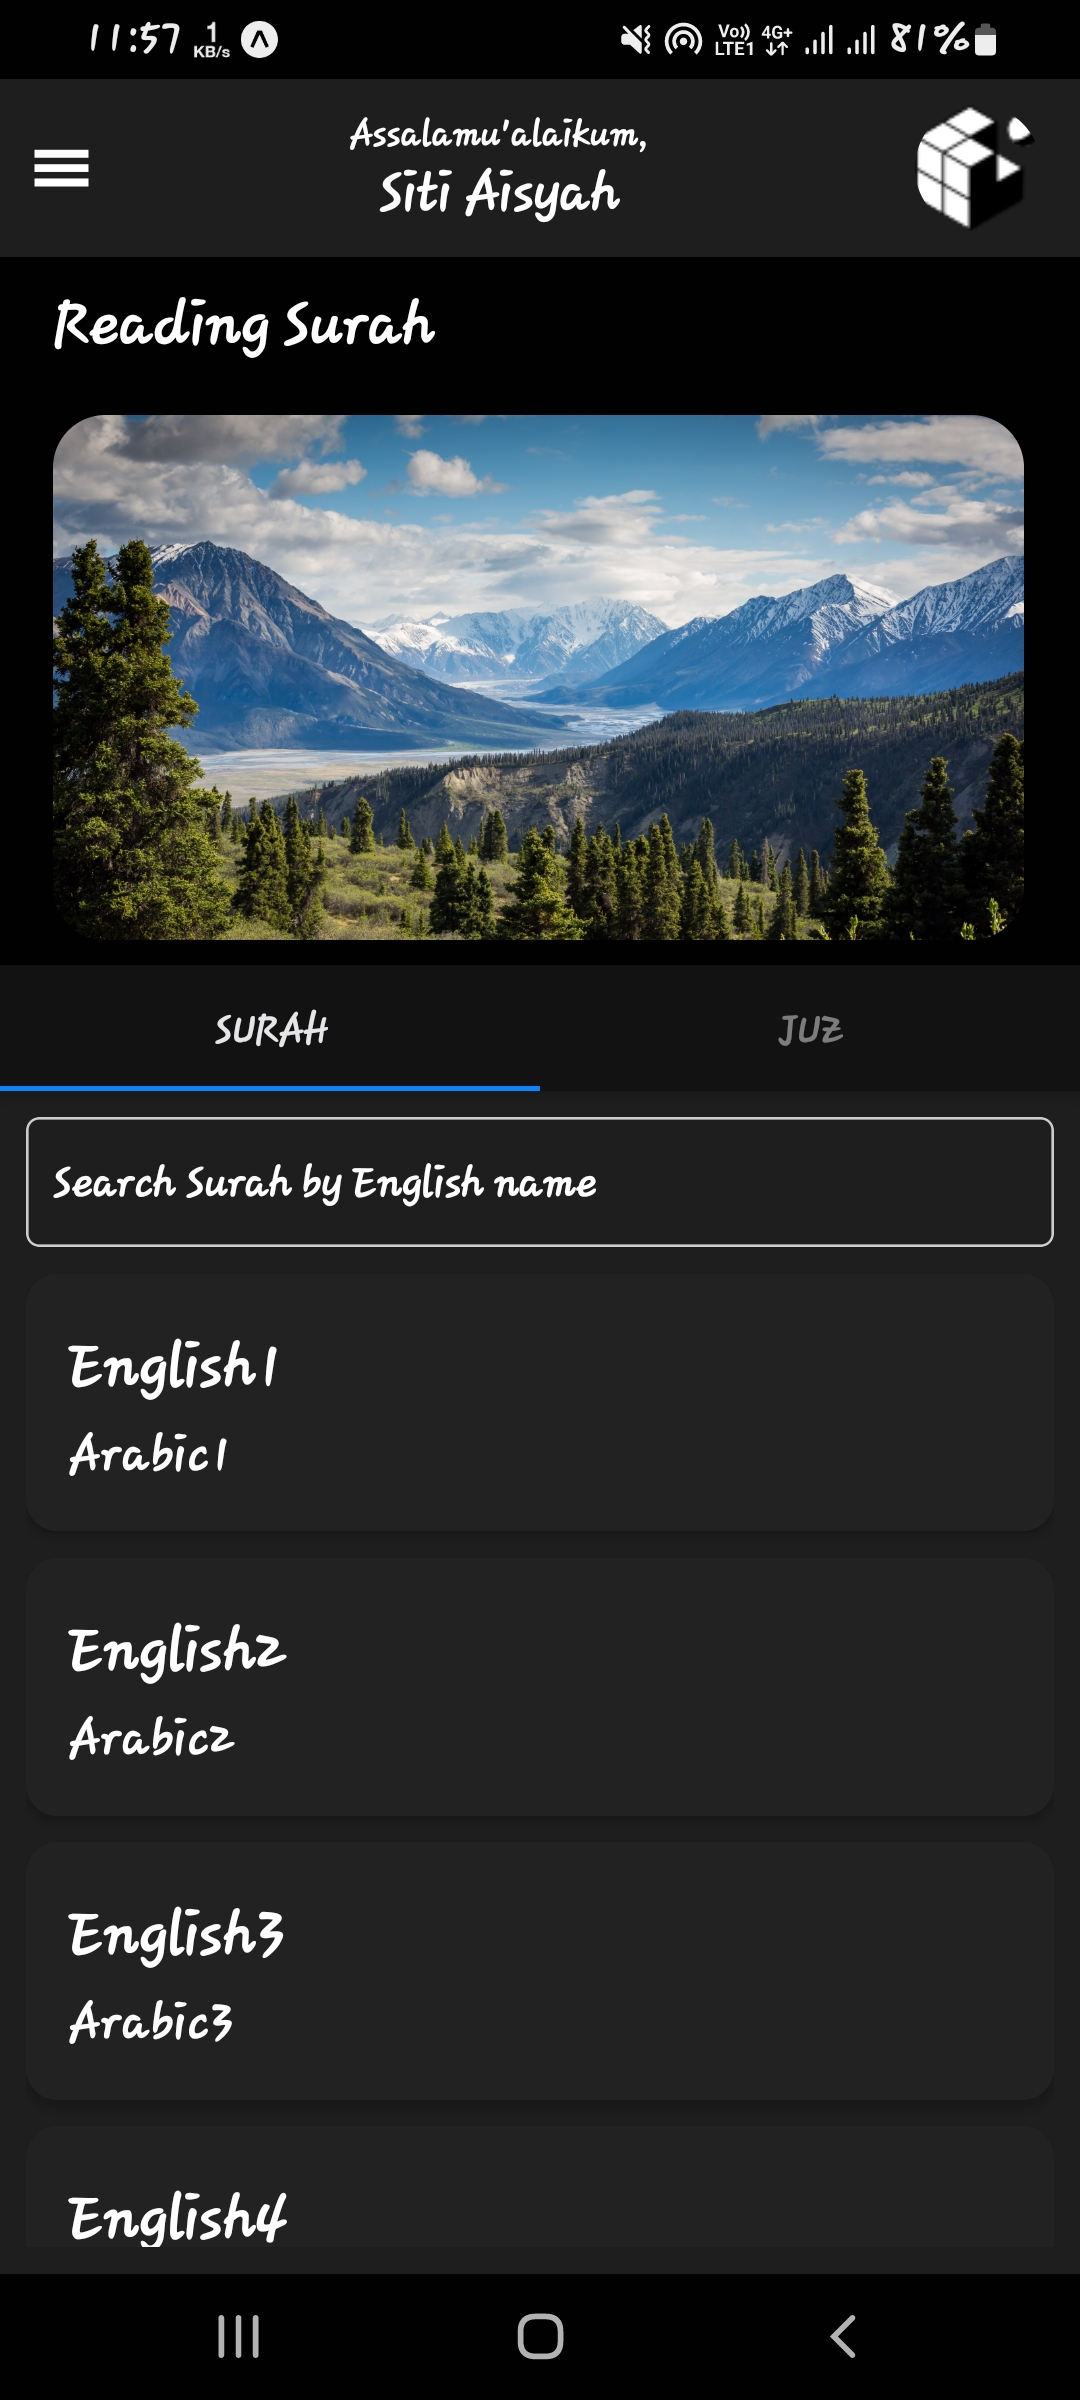 11:57 1 KB/s Vo)) LTE1 4G+ 81%
Assalamu'alaikum,
Siti Aisyah
Reading Surah
SURAH JUZ
Search Surah by English name
English1
Arabic1
English2
Arabic2
English3
Arabic3
English4